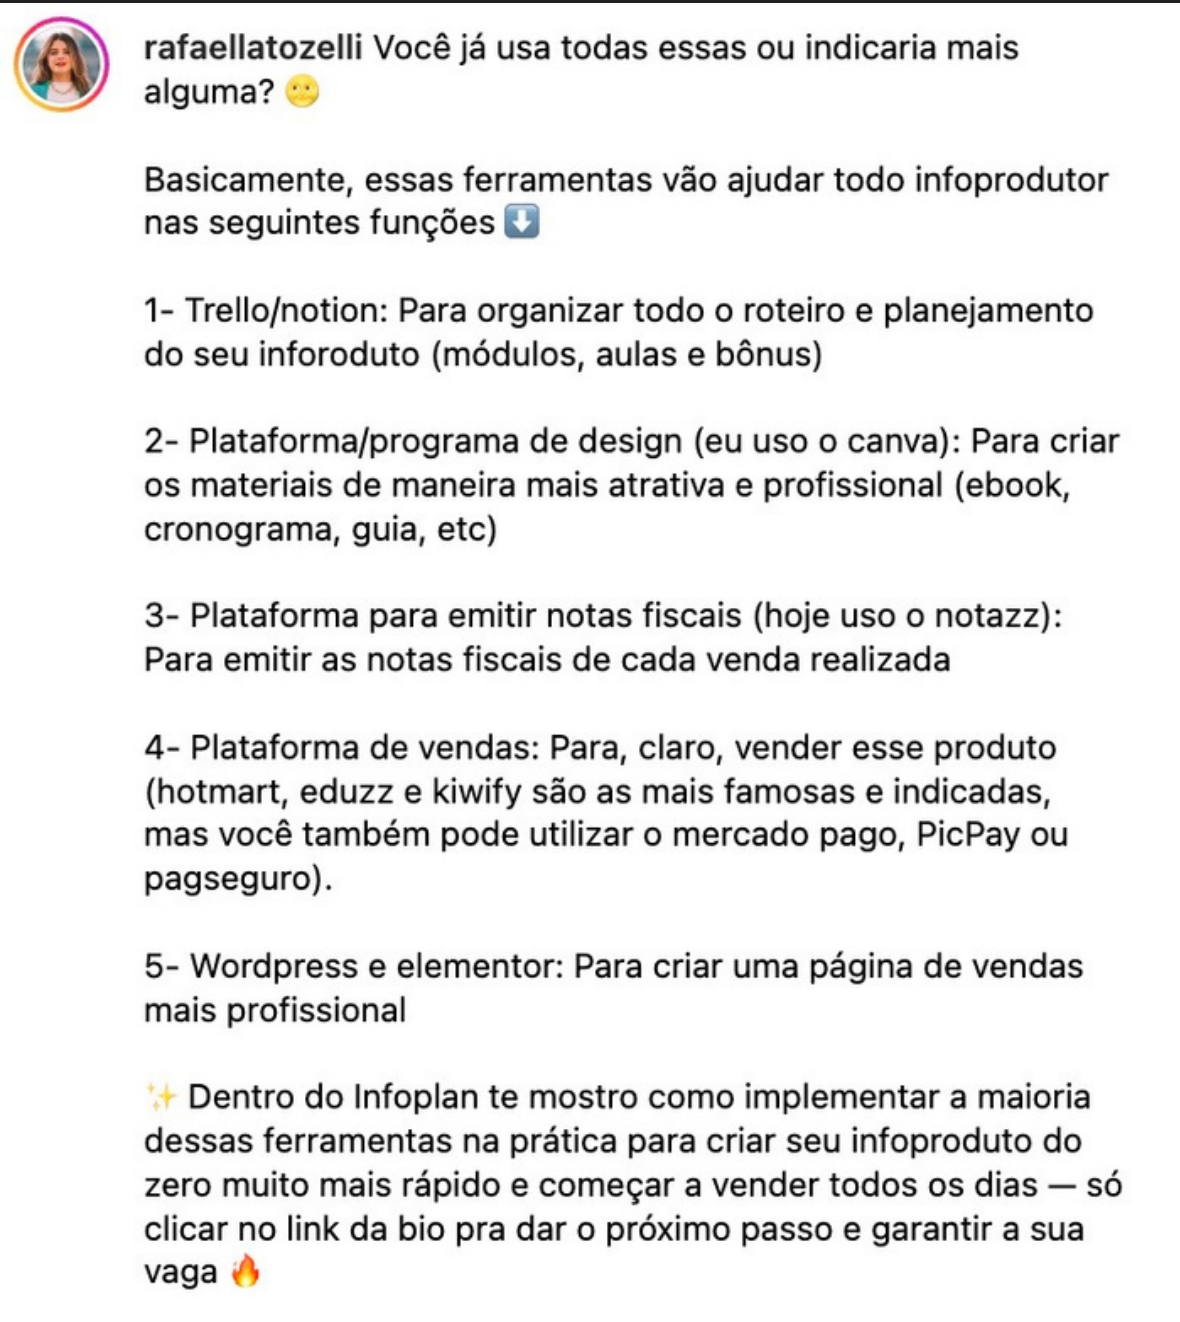 rafaellatozelli Você já usa todas essas ou indicaria mais
alguma? 🌝
Basicamente, essas ferramentas vão ajudar todo infoprodutor
nas seguintes funções ⬇️
1- Trello/notion: Para organizar todo o roteiro e planejamento
do seu inforoduto (módulos, aulas e bônus)
2- Plataforma/programa de design (eu uso o canva): Para criar
os materiais de maneira mais atrativa e profissional (ebook,
cronograma, guia, etc)
3- Plataforma para emitir notas fiscais (hoje uso o notazz):
Para emitir as notas fiscais de cada venda realizada
4- Plataforma de vendas: Para, claro, vender esse produto
(hotmart, eduzz e kiwify são as mais famosas e indicadas,
mas você também pode utilizar o mercado pago, PicPay ou
pagseguro).
5- Wordpress e elementor: Para criar uma página de vendas
mais profissional
✨ Dentro do Infoplan te mostro como implementar a maioria
dessas ferramentas na prática para criar seu infoproduto do
zero muito mais rápido e começar a vender todos os dias — só
clicar no link da bio pra dar o próximo passo e garantir a sua
vaga 🔥